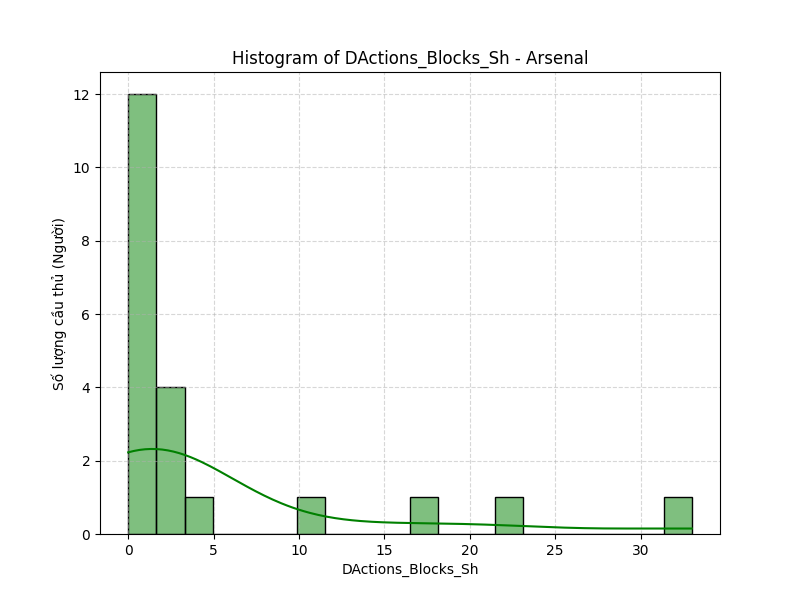 Histogram of DActions_Blocks_Sh - Arsenal
Số lượng cầu thủ (Người)
12
10
8
6
4
2
0
0 5 10 15 20 25 30
DActions_Blocks_Sh